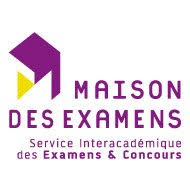 MAISON
DES EXAMENS
Service Interacadémique
des Examens & Concours